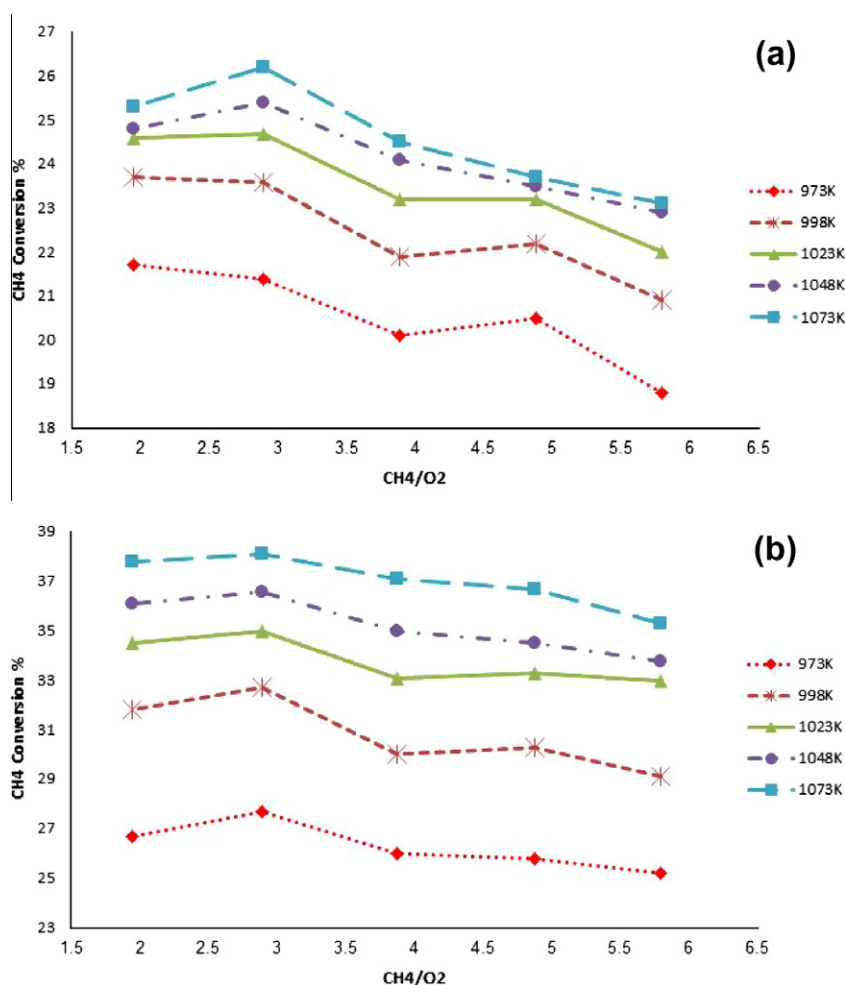 (a)
CH4 Conversion %
27
26
25
24
23
22
21
20
19
18
1.5 2 2.5 3 3.5 4 4.5 5 5.5 6 6.5
CH4/O2
973K
998K
1023K
1048K
1073K
(b)
CH4 Conversion %
39
37
35
33
31
29
27
25
23
1.5 2 2.5 3 3.5 4 4.5 5 5.5 6 6.5
CH4/O2
973K
998K
1023K
1048K
1073K